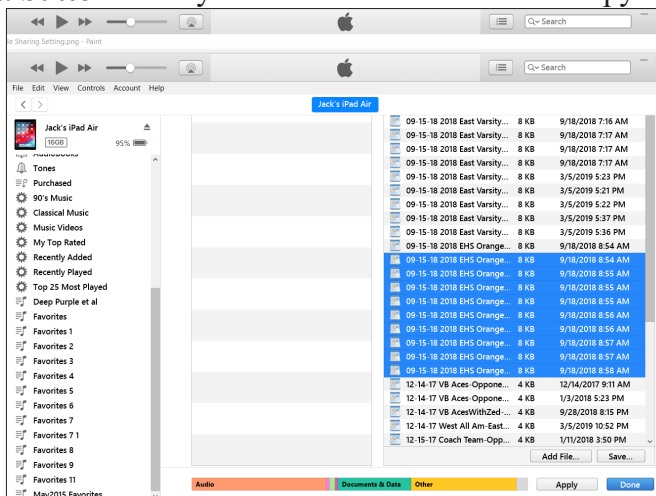 Search
le Sharing Setting.png - Paint
Search
File Edit View Controls Account Help
Jack's iPad Air
Jack's iPad Air
16GB 95%
Audiobooks
Tones
Purchased
90's Music
Classical Music
Music Videos
My Top Rated
Recently Added
Recently Played
Top 25 Most Played
Deep Purple et al
Favorites
Favorites 1
Favorites 2
Favorites 3
Favorites 4
Favorites 5
Favorites 6
Favorites 7
Favorites 7 1
Favorites 8
Favorites 9
Favorites 11
May2015 Favorites
09-15-18 2018 East Varsity... 8 KB 9/18/2018 7:16 AM
09-15-18 2018 East Varsity... 8 KB 9/18/2018 7:17 AM
09-15-18 2018 East Varsity... 8 KB 9/18/2018 7:17 AM
09-15-18 2018 East Varsity... 8 KB 9/18/2018 7:17 AM
09-15-18 2018 East Varsity... 8 KB 3/5/2019 5:23 PM
09-15-18 2018 East Varsity... 8 KB 3/5/2019 5:21 PM
09-15-18 2018 East Varsity... 8 KB 3/5/2019 5:22 PM
09-15-18 2018 East Varsity... 8 KB 3/5/2019 5:37 PM
09-15-18 2018 East Varsity... 8 KB 3/5/2019 5:36 PM
09-15-18 2018 EHS Orange... 8 KB 9/18/2018 8:54 AM
09-15-18 2018 EHS Orange... 8 KB 9/18/2018 8:54 AM
09-15-18 2018 EHS Orange... 8 KB 9/18/2018 8:55 AM
09-15-18 2018 EHS Orange... 8 KB 9/18/2018 8:55 AM
09-15-18 2018 EHS Orange... 8 KB 9/18/2018 8:55 AM
09-15-18 2018 EHS Orange... 8 KB 9/18/2018 8:56 AM
09-15-18 2018 EHS Orange... 8 KB 9/18/2018 8:56 AM
09-15-18 2018 EHS Orange... 8 KB 9/18/2018 8:57 AM
09-15-18 2018 EHS Orange... 8 KB 9/18/2018 8:57 AM
09-15-18 2018 EHS Orange... 8 KB 9/18/2018 8:58 AM
12-14-17 VB Aces-Oppone... 4 KB 12/14/2017 9:11 AM
12-14-17 VB Aces-Oppone... 4 KB 1/3/2018 5:23 PM
12-14-17 VB AcesWithZed-... 4 KB 9/28/2018 8:15 PM
12-14-17 West All Am-East... 4 KB 3/5/2019 10:52 PM
12-15-17 Coach Team-Opp... 4 KB 1/11/2018 3:50 PM
Add File... Save...
Audio Documents & Data Other Apply Done